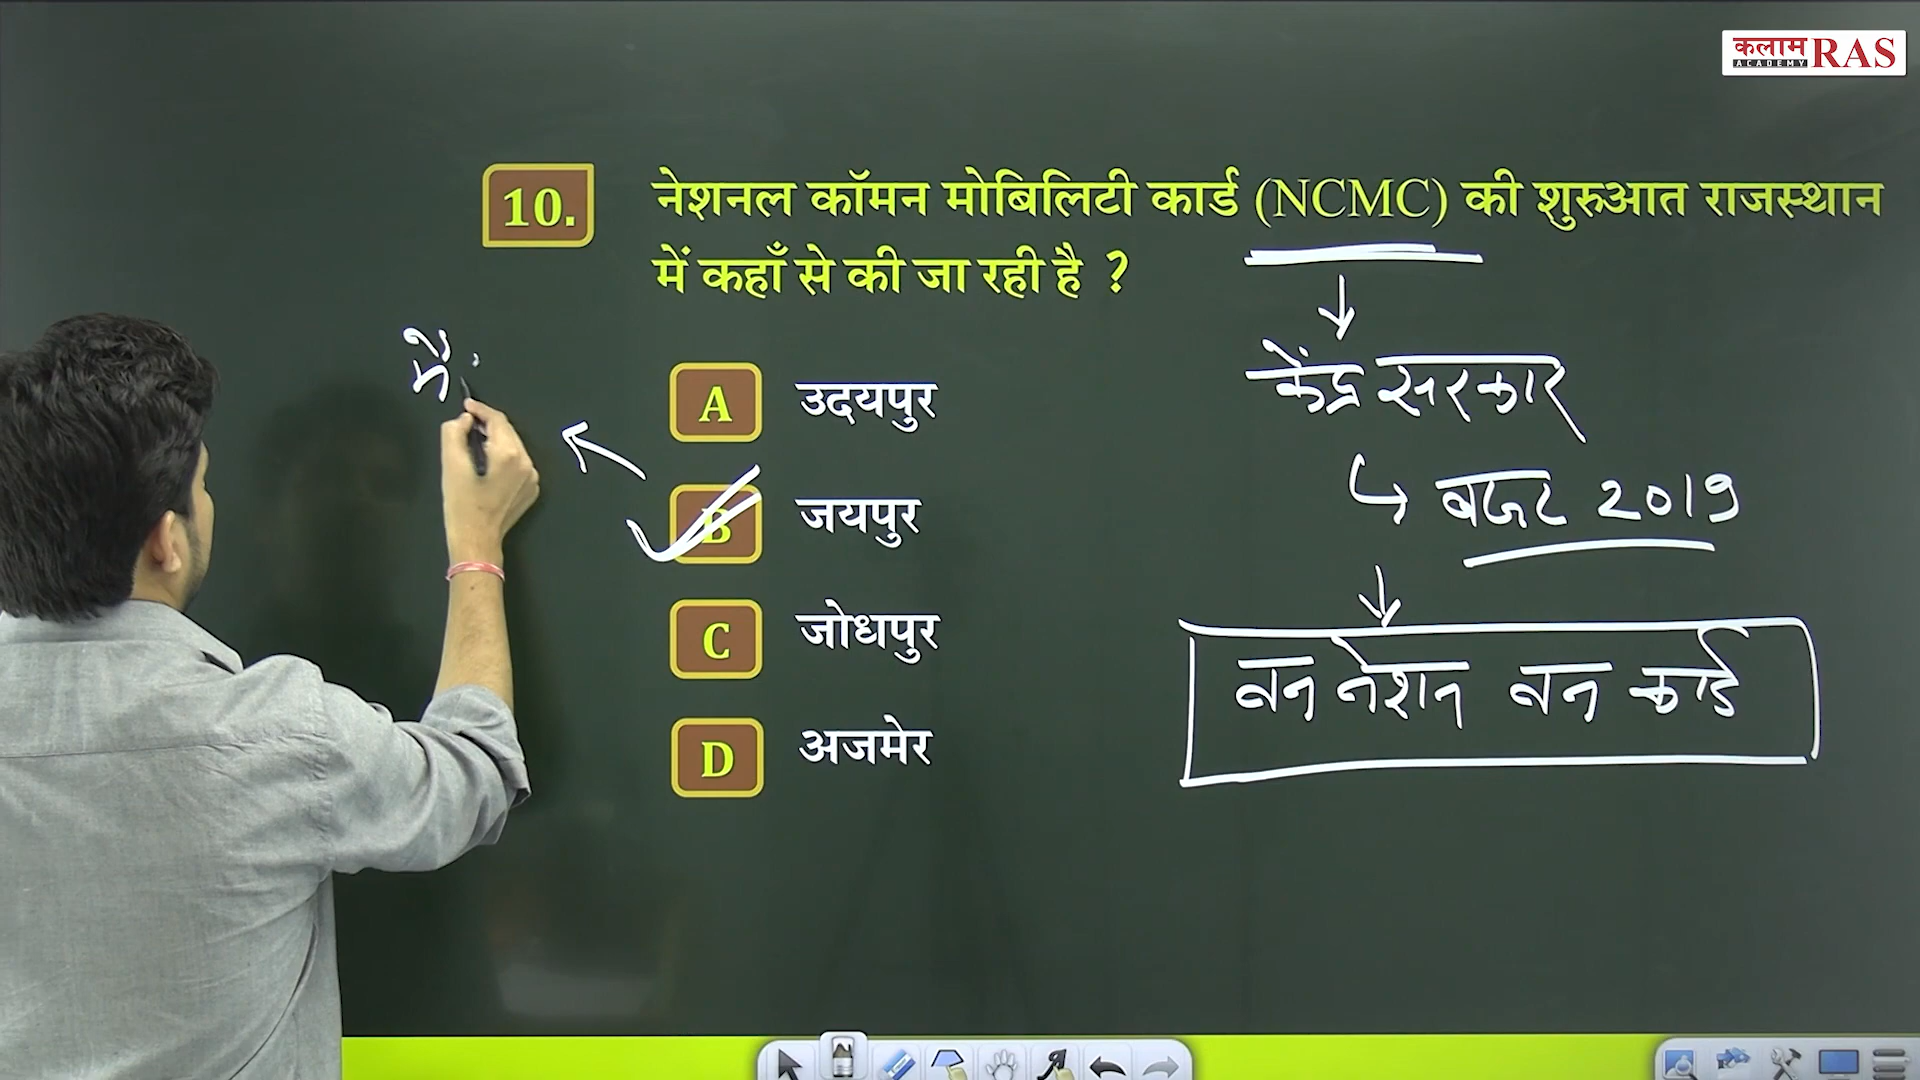 कलाम RAS
ACADEMY
10. नेशनल कॉमन मोबिलिटी कार्ड (NCMC) की शुरुआत राजस्थान
में कहाँ से की जा रही है ?
A उदयपुर
B जयपुर
C जोधपुर
D अजमेर
केंद्र सरकार
बजट 2019
वन नेशन वन कार्ड